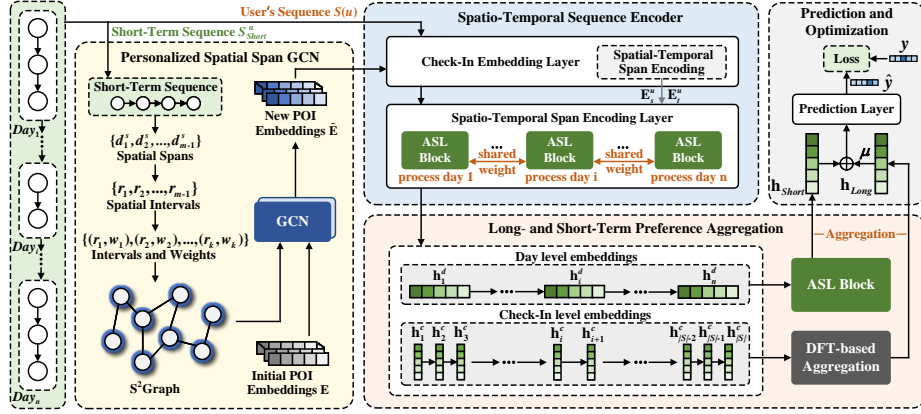 User's Sequence S(u)
Short-Term Sequence S^u_Short
Day_1
Day_i
Day_n
Personalized Spatial Span GCN
Short-Term Sequence
{d^s_1, d^s_2, ..., d^s_{m-1}}
Spatial Spans
{r_1, r_2, ..., r_{m-1}}
Spatial Intervals
{(r_1, w_1), (r_2, w_2), ..., (r_k, w_k)}
Intervals and Weights
S²Graph
New POI
Embeddings Ē
GCN
Initial POI
Embeddings E
Spatio-Temporal Sequence Encoder
Check-In Embedding Layer
Spatial-Temporal
Span Encoding
E^u_s E^u_t
Spatio-Temporal Span Encoding Layer
ASL
Block
process day 1
...
shared
weight
ASL
Block
process day i
...
shared
weight
ASL
Block
process day n
Long- and Short-Term Preference Aggregation
Day level embeddings
h^d_1 h^d_i h^d_n
Check-In level embeddings
h^c_1 h^c_2 h^c_3 h^c_i h^c_{i+1} h^c_{|S|-2} h^c_{|S|-1} h^c_{|S|}
ASL Block
DFT-based
Aggregation
Aggregation
Prediction and
Optimization
y
Loss
ŷ
Prediction Layer
μ
h_Short
h_Long